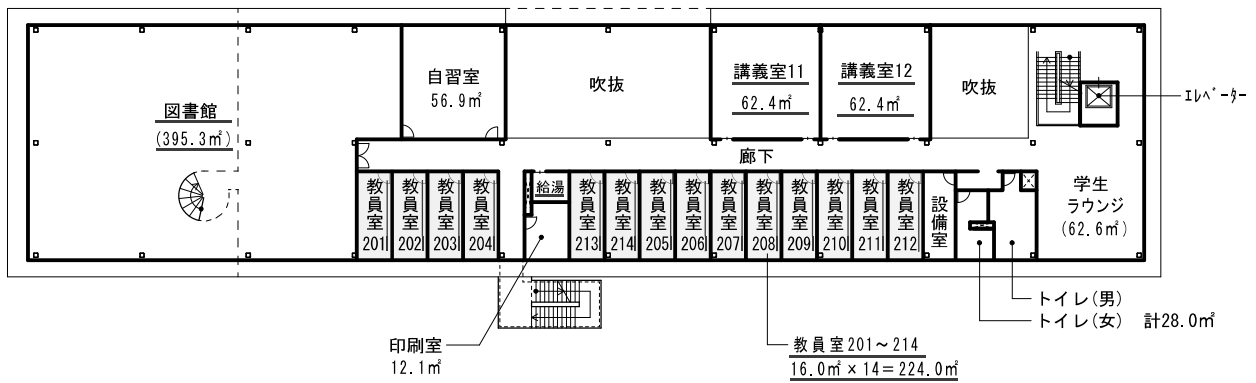 図書館
(395.3㎡)
自習室
56.9㎡
吹抜
講義室11
62.4㎡
講義室12
62.4㎡
吹抜
ｴﾚﾍﾞｰﾀｰ
廊下
教員室
201
教員室
202
教員室
203
教員室
204
給湯
教員室
213
教員室
214
教員室
205
教員室
206
教員室
207
教員室
208
教員室
209
教員室
210
教員室
211
教員室
212
設備室
学生
ラウンジ
(62.6㎡)
印刷室
12.1㎡
教員室201～214
16.0㎡×14=224.0㎡
トイレ(男)
トイレ(女) 計28.0㎡